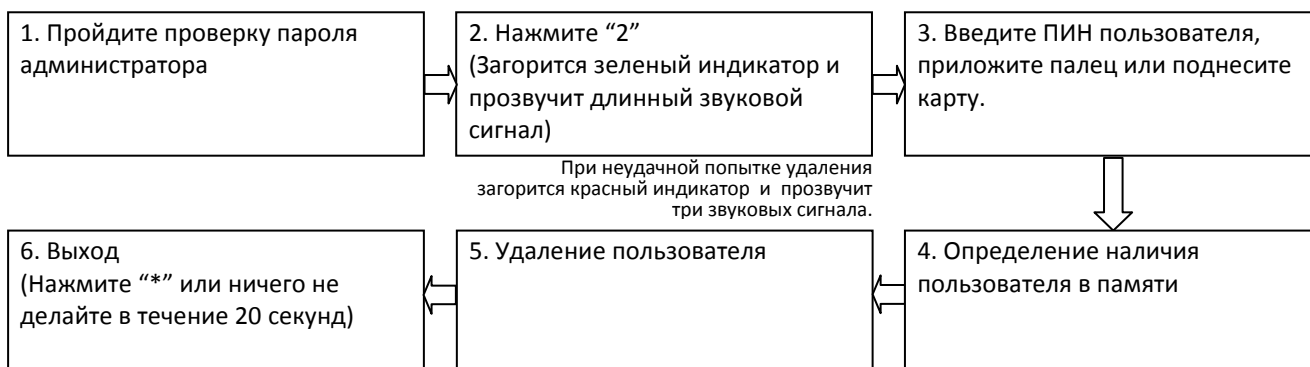 1. Пройдите проверку пароля
администратора
2. Нажмите “2”
(Загорится зеленый индикатор и
прозвучит длинный звуковой
сигнал)
3. Введите ПИН пользователя,
приложите палец или поднесите
карту.
При неудачной попытке удаления
загорится красный индикатор и прозвучит
три звуковых сигнала.
4. Определение наличия
пользователя в памяти
5. Удаление пользователя
6. Выход
(Нажмите “*” или ничего не
делайте в течение 20 секунд)